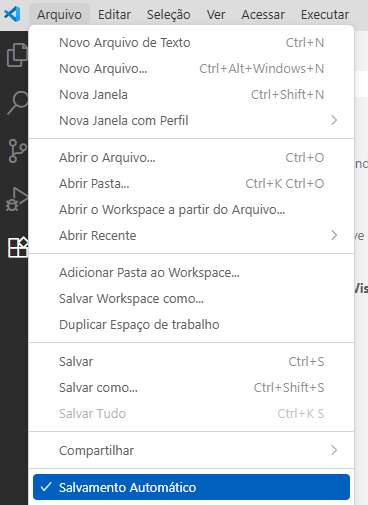 Arquivo Editar Seleção Ver Acessar Executar
Novo Arquivo de Texto Ctrl+N
Novo Arquivo... Ctrl+Alt+Windows+N
Nova Janela Ctrl+Shift+N
Nova Janela com Perfil
Abrir o Arquivo... Ctrl+O
Abrir Pasta... Ctrl+K Ctrl+O
Abrir o Workspace a partir do Arquivo...
Abrir Recente
Adicionar Pasta ao Workspace...
Salvar Workspace como...
Duplicar Espaço de trabalho
Salvar Ctrl+S
Salvar como... Ctrl+Shift+S
Salvar Tudo Ctrl+K S
Compartilhar
Salvamento Automático